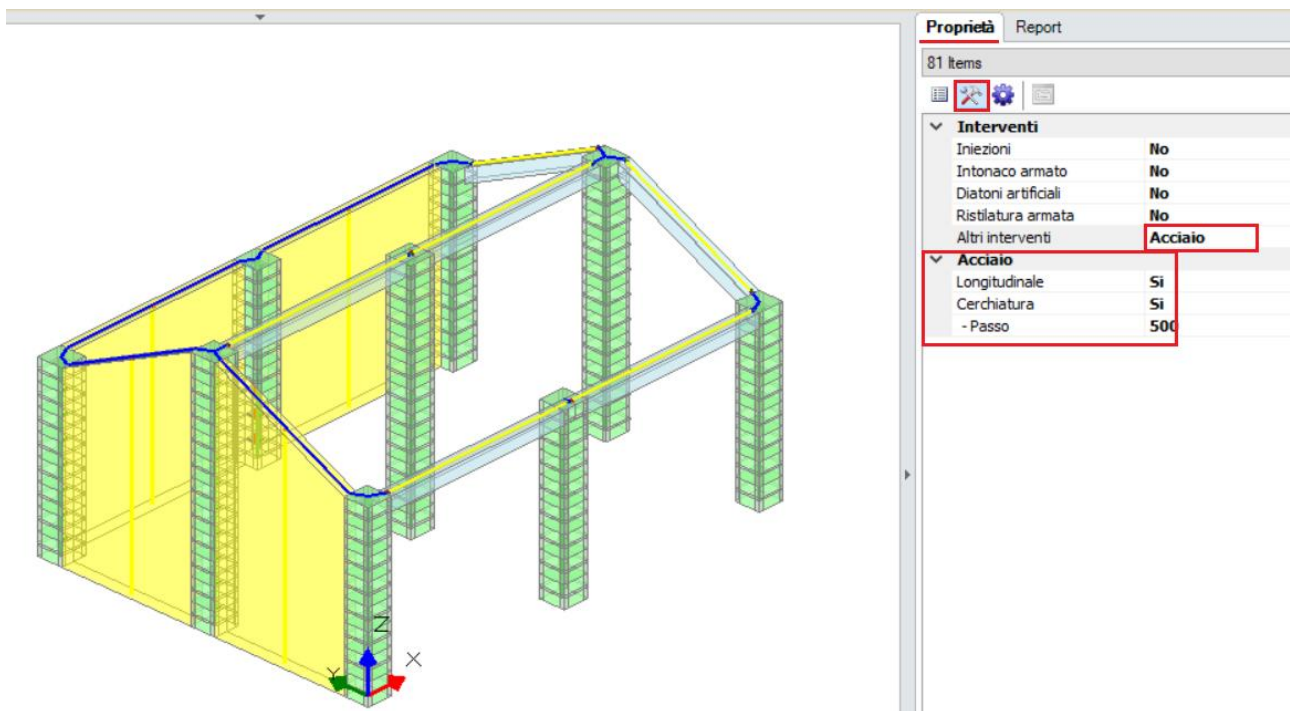 Proprietà Report
81 Items
Interventi
Iniezioni No
Intonaco armato No
Diatoni artificiali No
Ristilatura armata No
Altri interventi Acciaio
Acciaio
Longitudinale Si
Cerchiatura Si
- Passo 500
Z
Y X